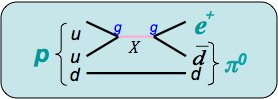 g g e⁺
u
X
p u d̄
d d π⁰